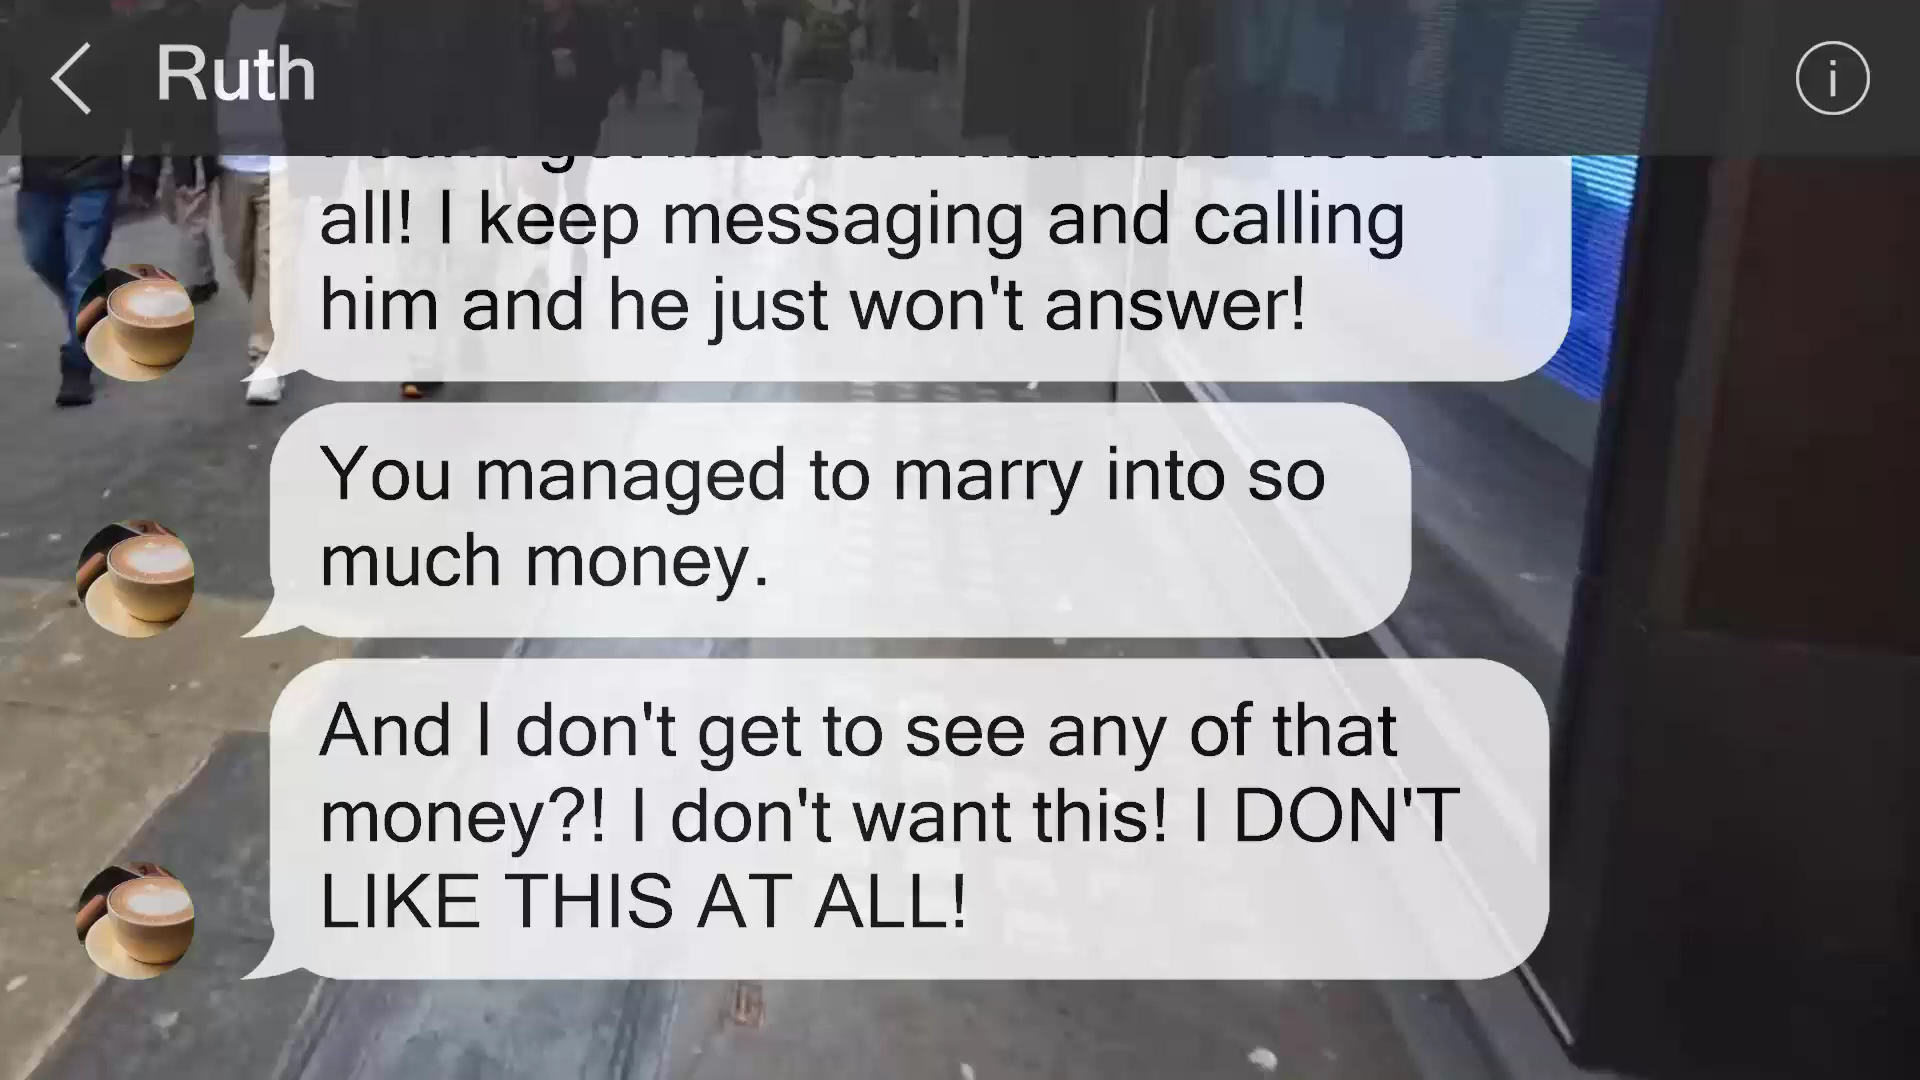 Ruth
all! I keep messaging and calling
him and he just won't answer!
You managed to marry into so
much money.
And I don't get to see any of that
money?! I don't want this! I DON'T
LIKE THIS AT ALL!